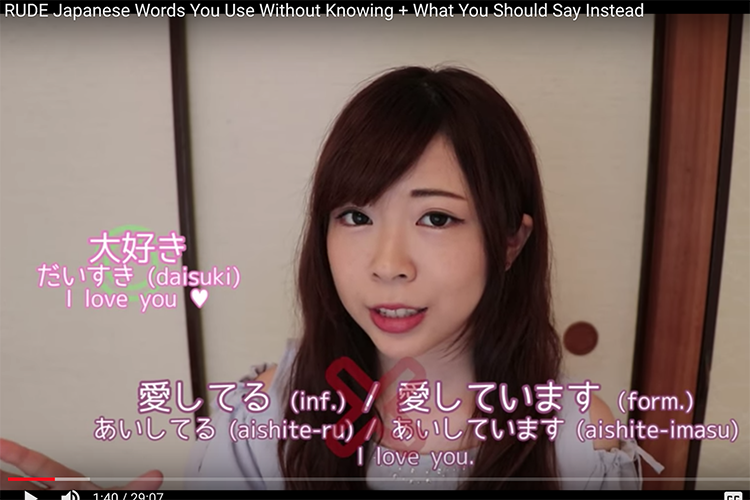 RUDE Japanese Words You Use Without Knowing + What You Should Say Instead
大好き
だいすき (daisuki)
I love you ♥
愛してる (inf.) / 愛しています (form.)
あいしてる (aishite-ru) / あいしています (aishite-imasu)
I love you.
1:40 / 29:07